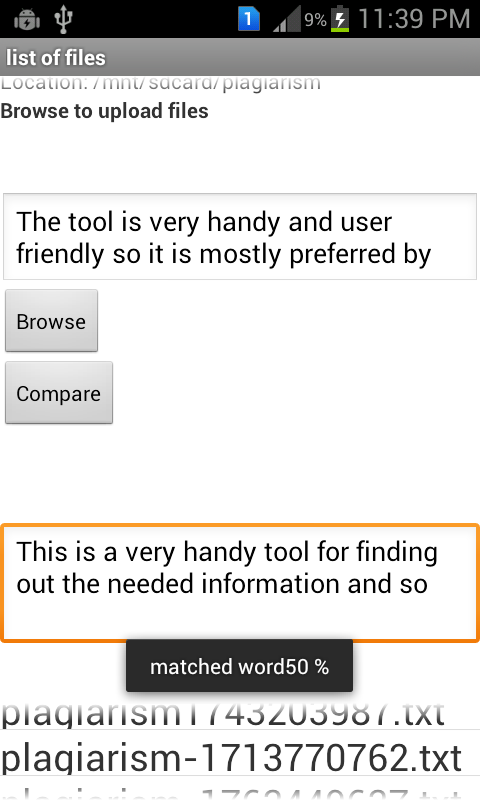 1 9% 11:39 PM
list of files
Location: /mnt/sdcard/plagiarism
Browse to upload files
The tool is very handy and user
friendly so it is mostly preferred by
Browse
Compare
This is a very handy tool for finding
out the needed information and so
matched word50 %
plagiarism1743203987.txt
plagiarism-1713770762.txt